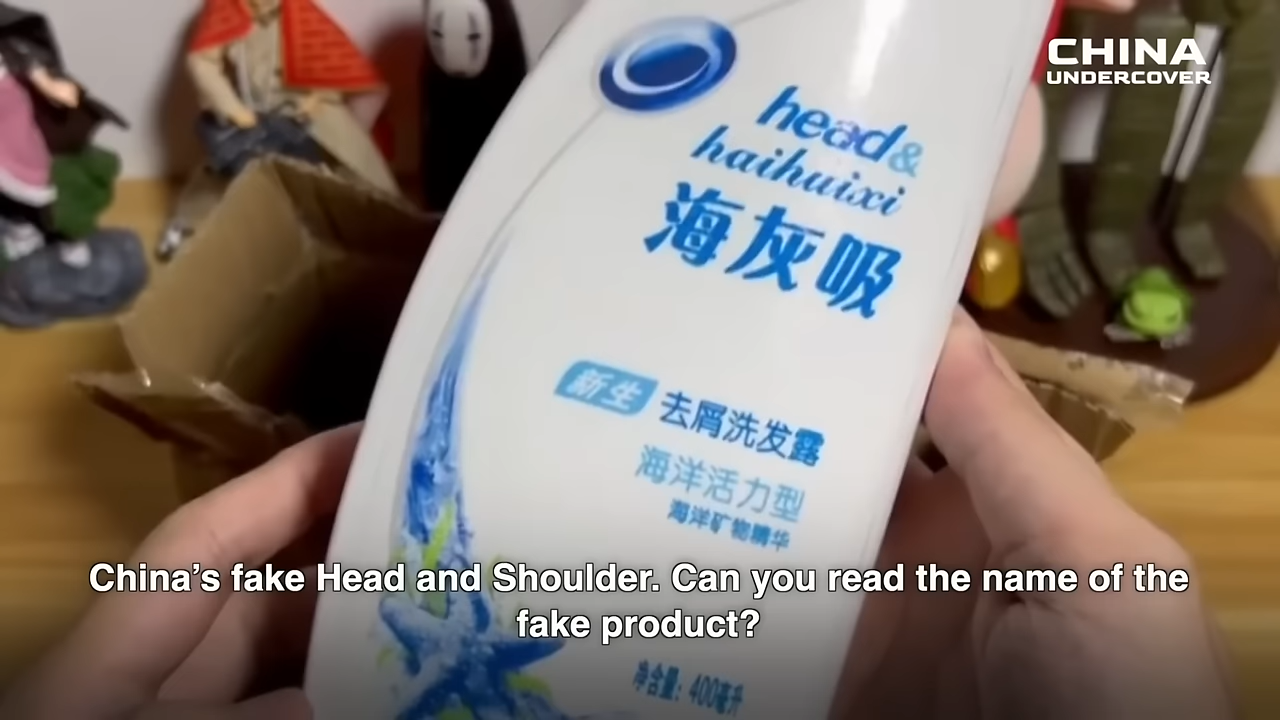 CHINA
UNDERCOVER
head&
haihuixi
海灰吸
新生 去屑洗发露
海洋活力型
海洋矿物精华
China’s fake Head and Shoulder. Can you read the name of the
fake product?
净含量：400毫升